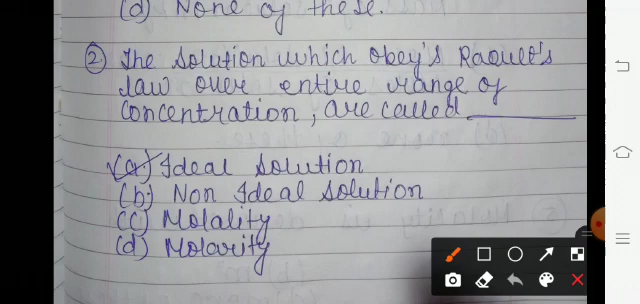 (d) None of these.
② The Solution which Obey's Raoult's
law over entire range of
concentration, are called ________
(a) Ideal Solution
(b) Non Ideal Solution
(c) Molality
(d) Molarity